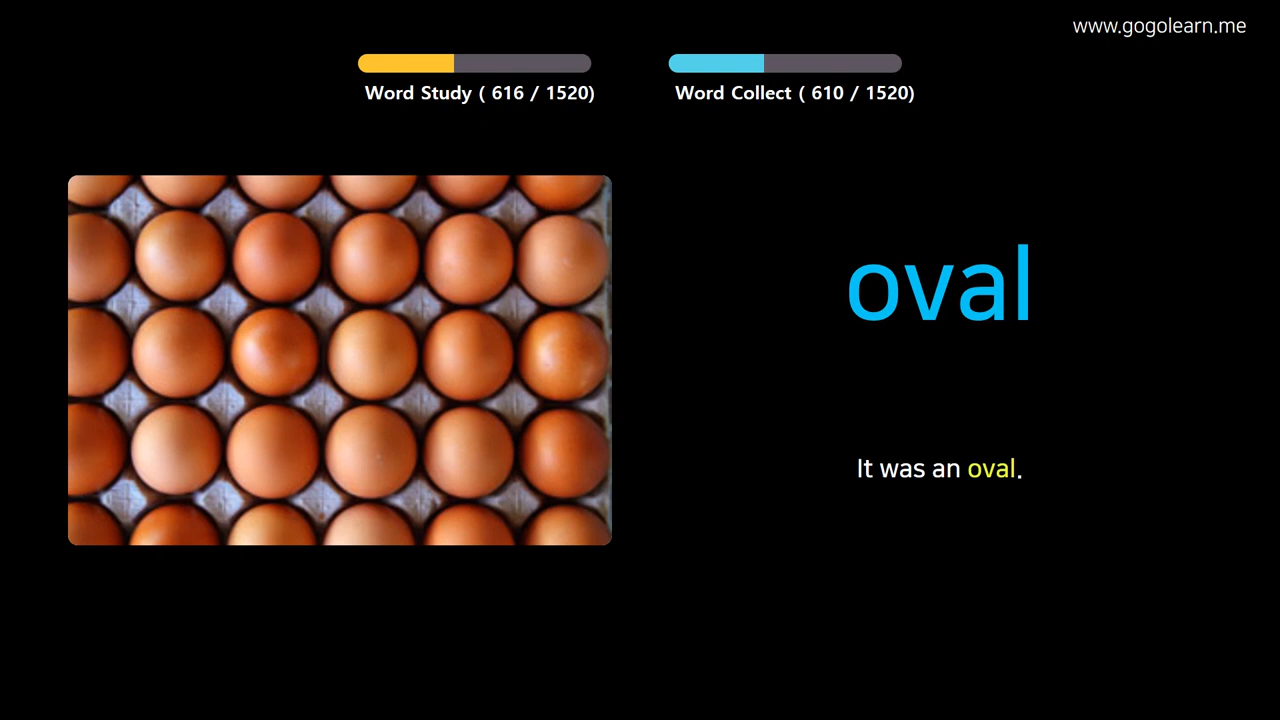 www.gogolearn.me
Word Study ( 616 / 1520)
Word Collect ( 610 / 1520)
oval
It was an oval.